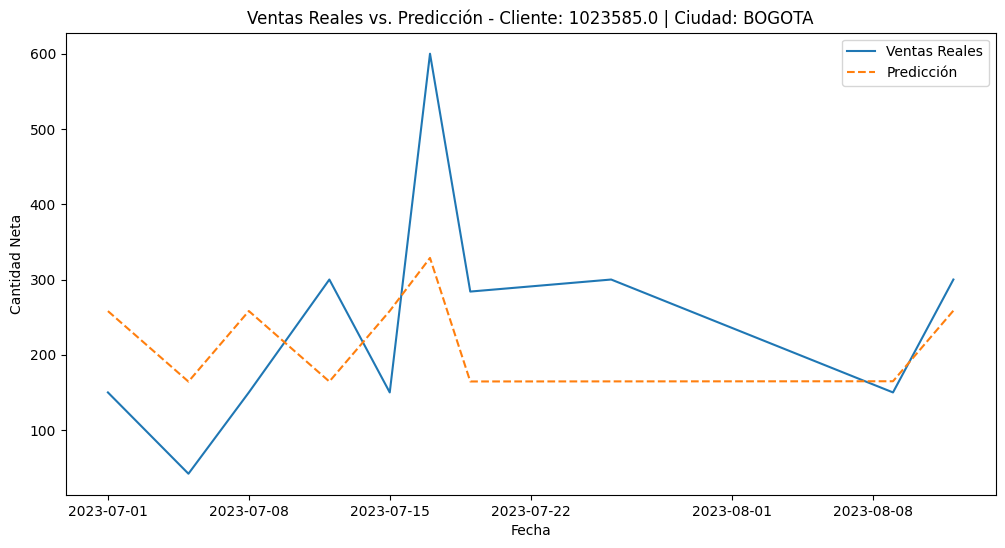 Ventas Reales vs. Predicción - Cliente: 1023585.0 | Ciudad: BOGOTA
Ventas Reales
Predicción
Cantidad Neta
600
500
400
300
200
100
2023-07-01
2023-07-08
2023-07-15
2023-07-22
2023-08-01
2023-08-08
Fecha